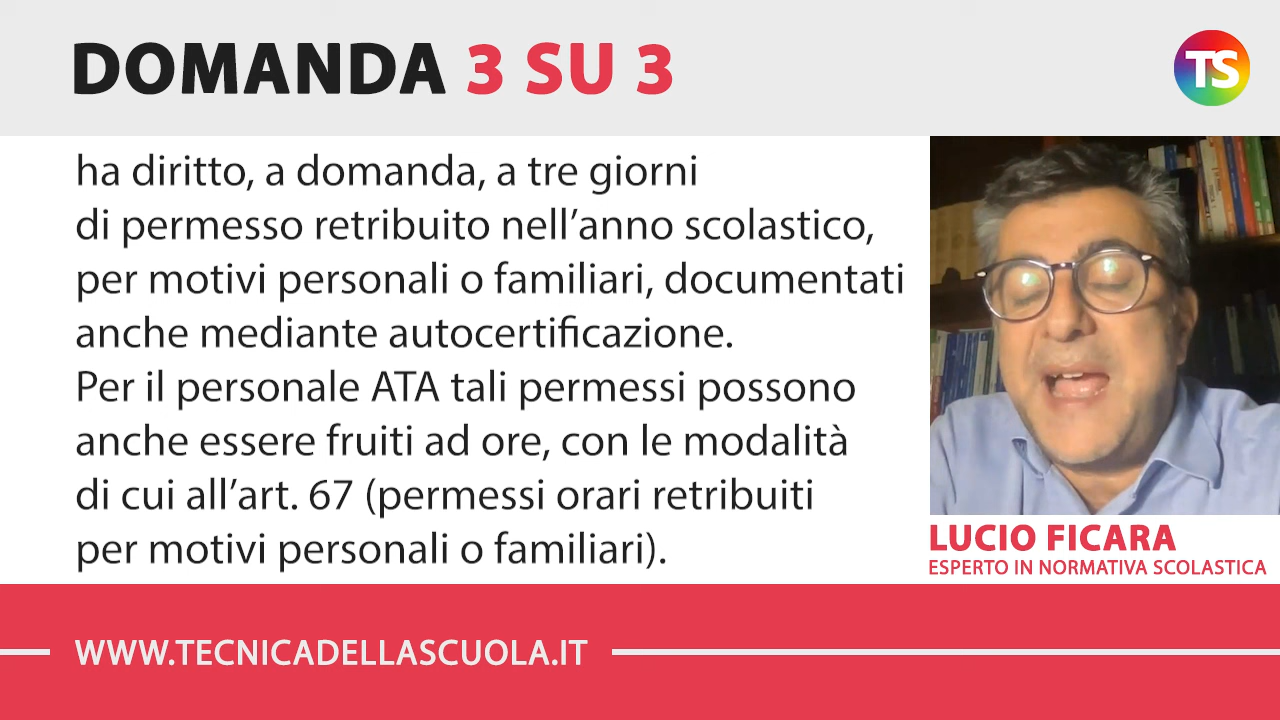 DOMANDA 3 SU 3
TS
ha diritto, a domanda, a tre giorni
di permesso retribuito nell’anno scolastico,
per motivi personali o familiari, documentati
anche mediante autocertificazione.
Per il personale ATA tali permessi possono
anche essere fruiti ad ore, con le modalità
di cui all’art. 67 (permessi orari retribuiti
per motivi personali o familiari).
LUCIO FICARA
ESPERTO IN NORMATIVA SCOLASTICA
WWW.TECNICADELLASCUOLA.IT